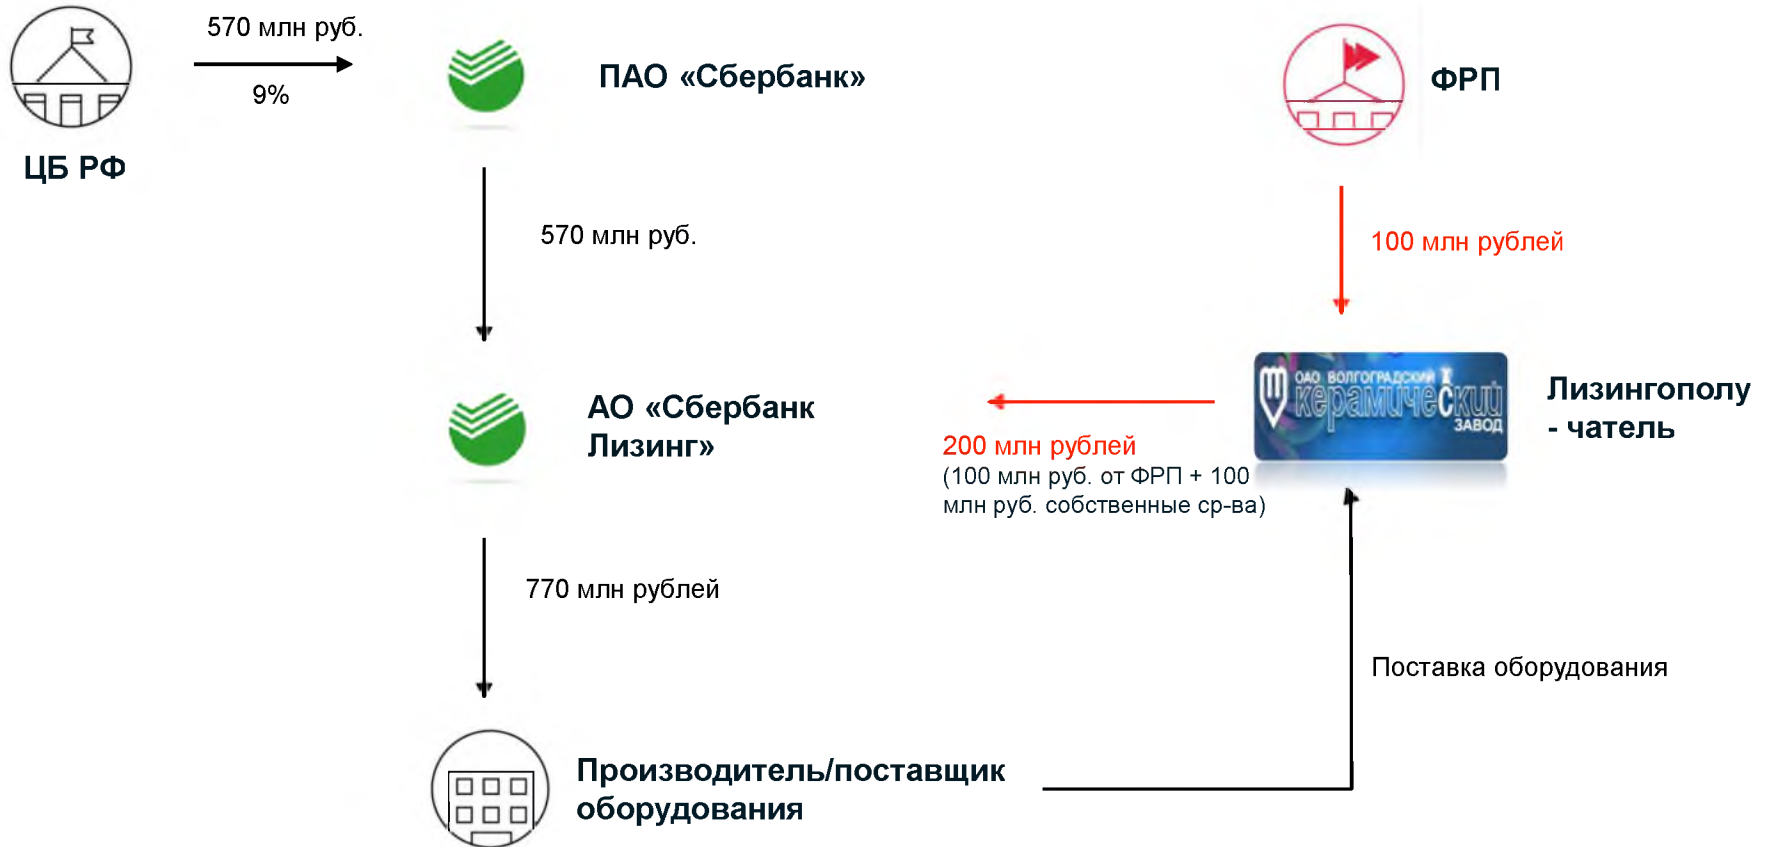 570 млн руб.
9%
ЦБ РФ
ПАО «Сбербанк»
ФРП
570 млн руб.
100 млн рублей
АО «Сбербанк
Лизинг»
200 млн рублей
(100 млн руб. от ФРП + 100
млн руб. собственные ср-ва)
ОАО ВОЛГОГРАДСКИЙ
керамический
ЗАВОД
Лизингополу
- чатель
770 млн рублей
Поставка оборудования
Производитель/поставщик
оборудования